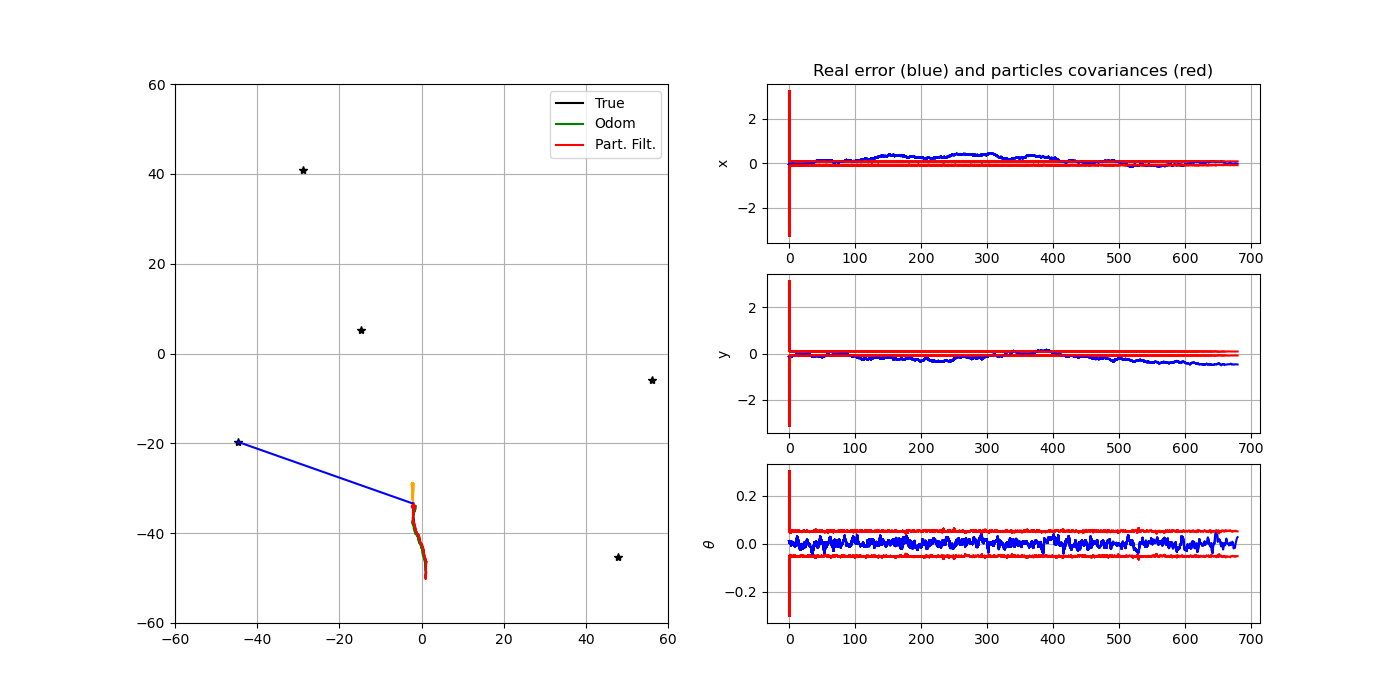 60
40
20
0
−20
−40
−60
−60 −40 −20 0 20 40 60
True
Odom
Part. Filt.
Real error (blue) and particles covariances (red)
x
2
0
−2
0 100 200 300 400 500 600 700
y
2
0
−2
0 100 200 300 400 500 600 700
θ
0.2
0.0
−0.2
0 100 200 300 400 500 600 700